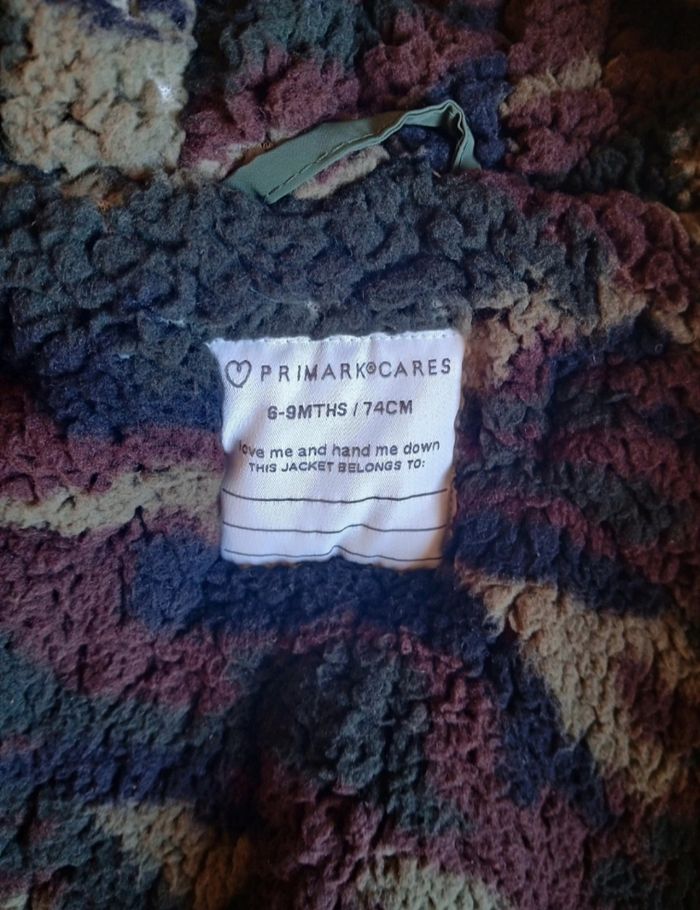 PRIMARK®CARES
6-9MTHS / 74CM
love me and hand me down
THIS JACKET BELONGS TO: